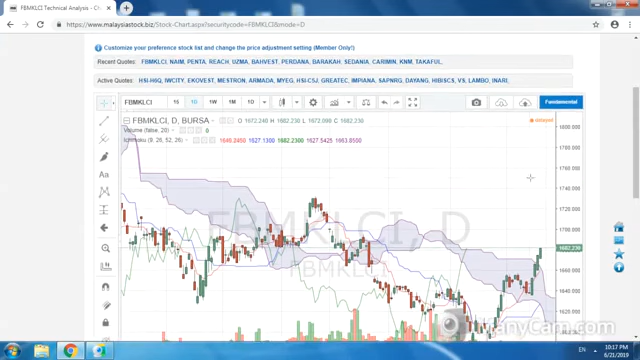 FBMKLCI Technical Analysis - C
https://www.malaysiastock.biz/Stock-Chart.aspx?securitycode=FBMKLCI&mode=D
Customize your preference stock list and change the price adjustment setting (Member Only!)
Recent Quotes: FBMKLCI, NAIM, PENTA, REACH, UZMA, BAHVEST, PERDANA, BARAKAH, SEDANIA, CARIMIN, KNM, TAKAFUL,
Active Quotes: HSI-H6Q, IWCITY, EKOVEST, MESTRON, ARMADA, MYEG, HSI-C5J, GREATEC, IMPIANA, SAPNRG, DAYANG, HIBISCS, VS, LAMBO, INARI,
FBMKLCI 15 1D 1W 1M 1D Fundamental
FBMKLCI, D, BURSA O 1672.240 H 1682.230 L 1672.090 C 1682.230
delayed
Volume (false, 20) 0
Ichimoku (9, 26, 52, 26) 1649.2450 1627.1300 1682.2300 1627.5425 1663.8500
1800.000
1780.000
1760.000
1740.000
1720.000
1700.000
FBMKLCI, D
1682.230
FBMKLCI
1660.000
1640.000
1620.000
ManyCam.com
EN
10:17 PM
6/21/2019